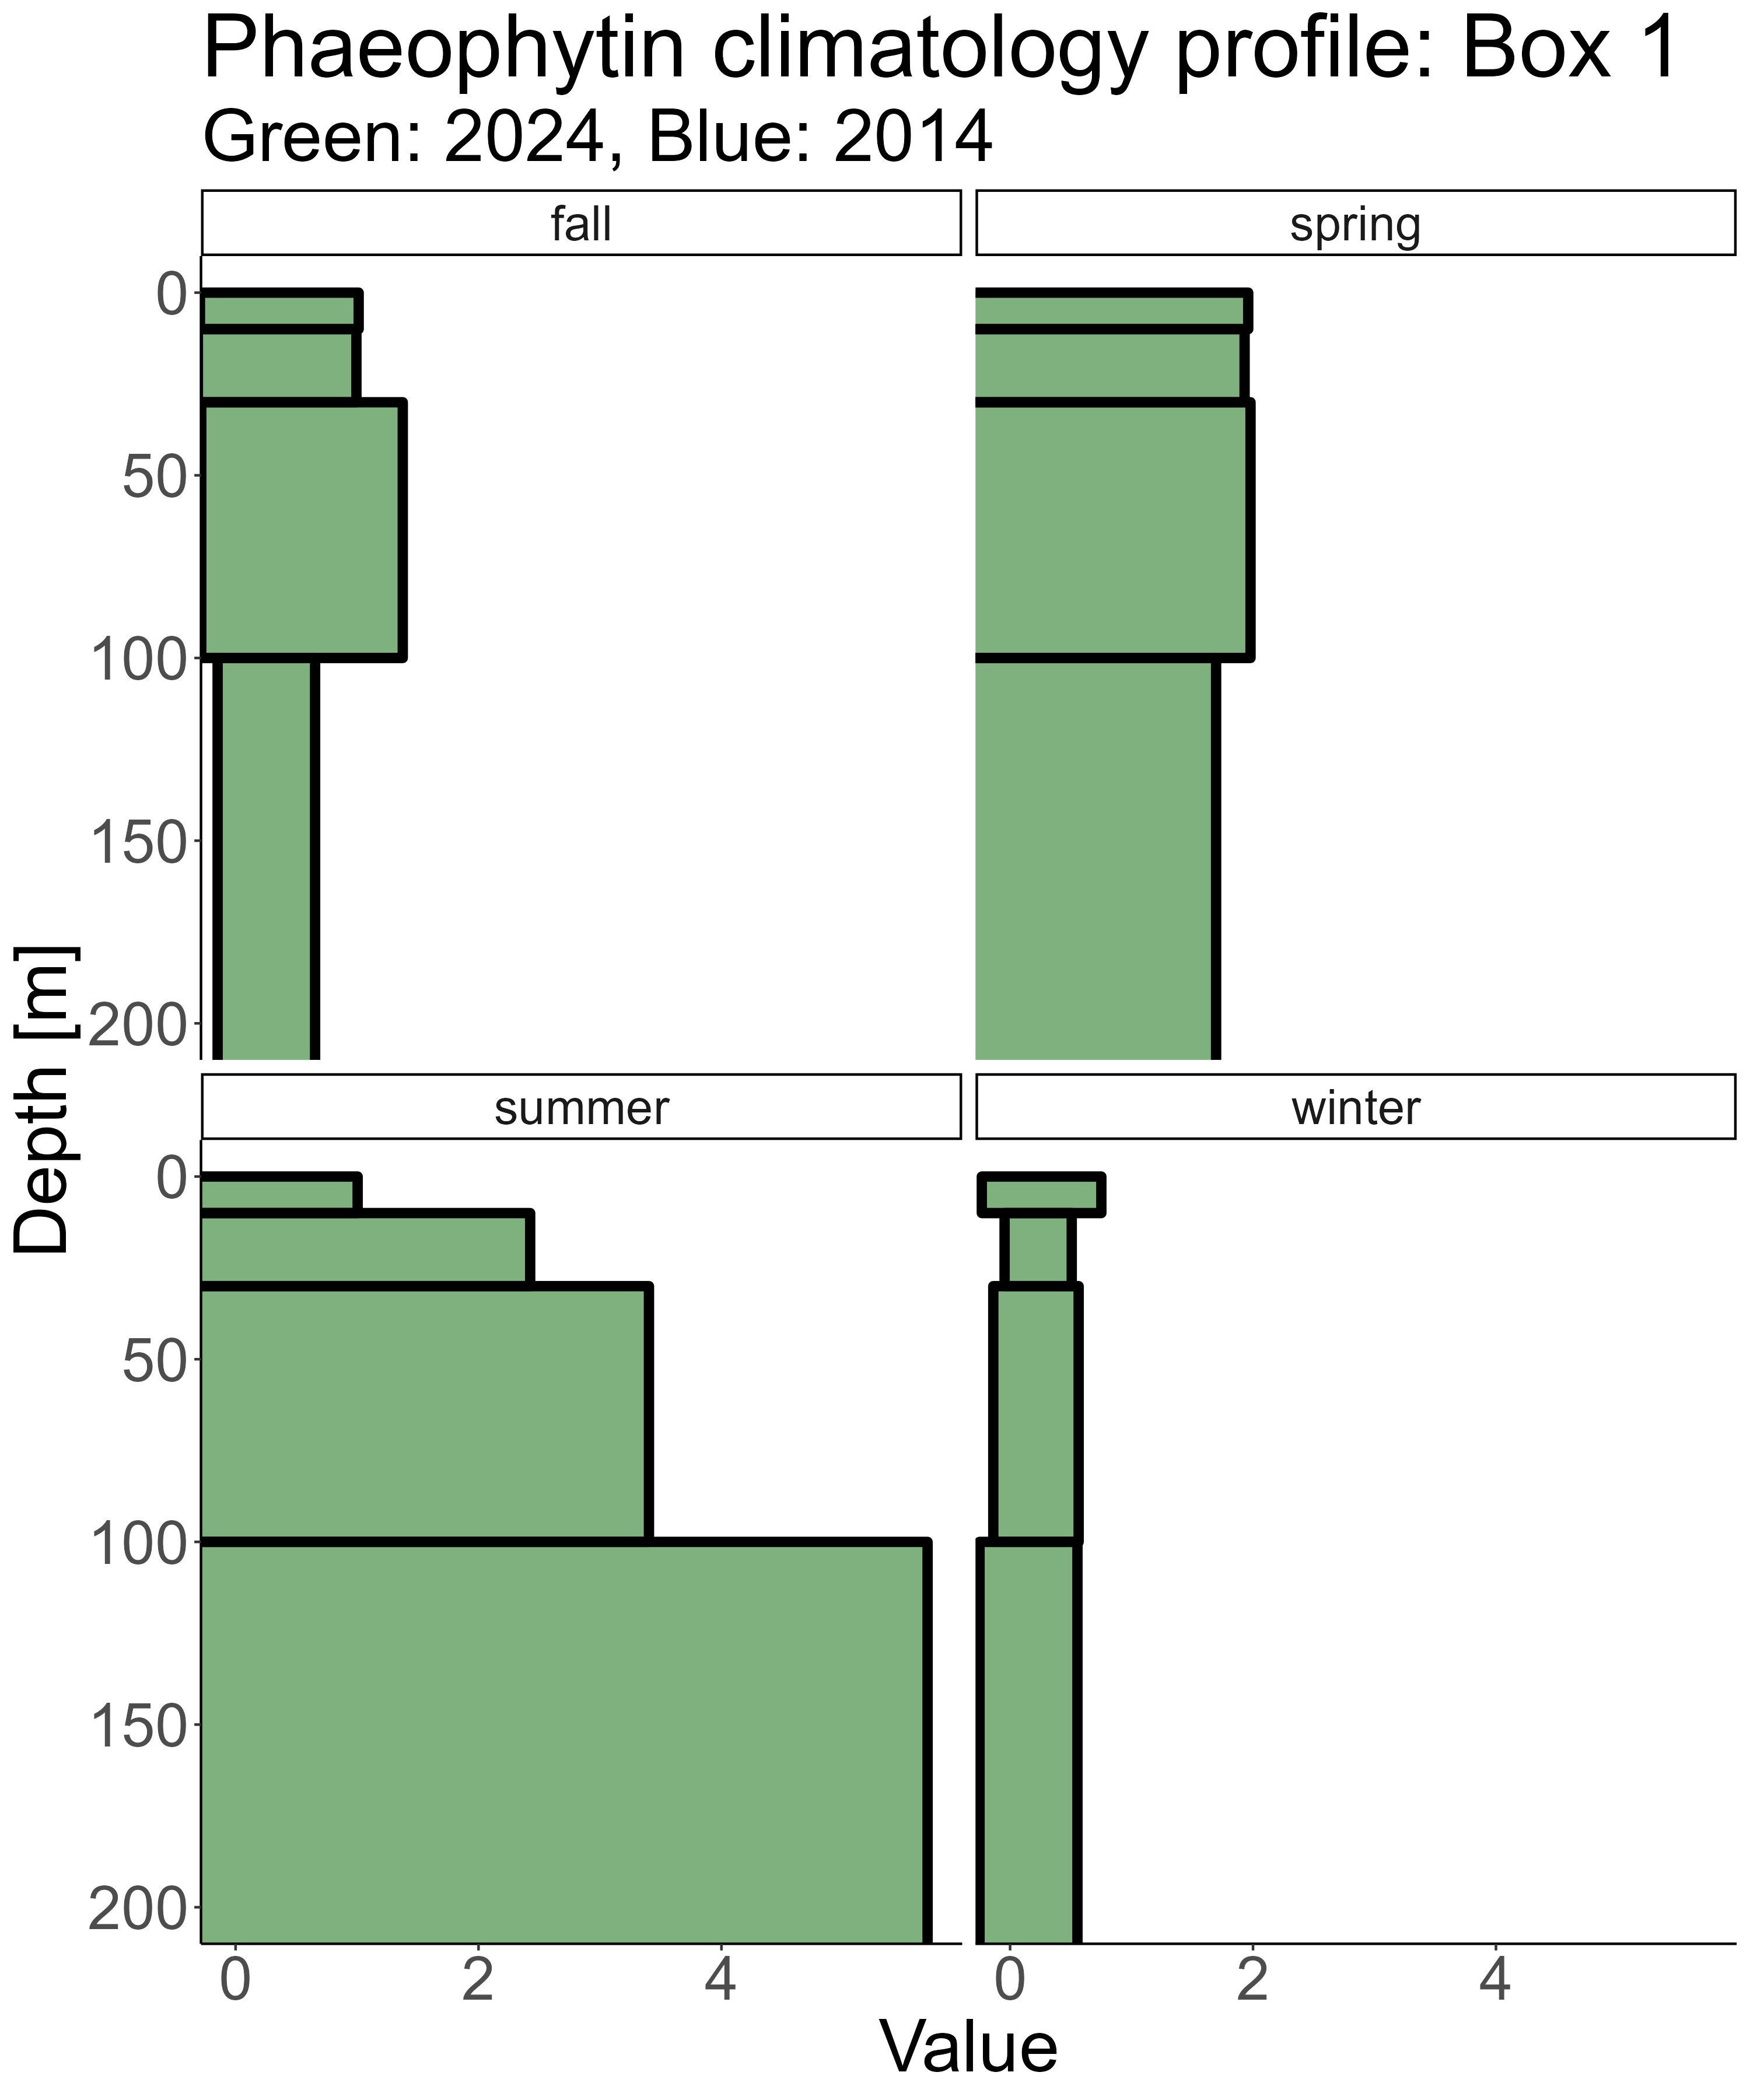 Phaeophytin climatology profile: Box 1
Green: 2024, Blue: 2014
fall
spring
0
50
100
150
200
summer
winter
0
50
100
150
200
0 2 4
0 2 4
Depth [m]
Value